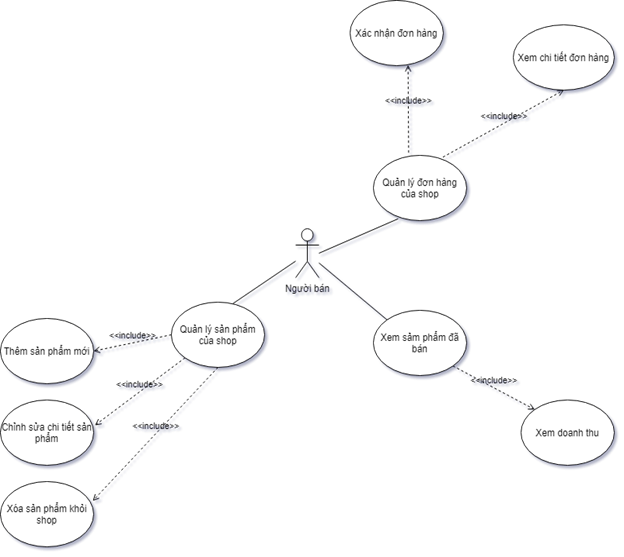 Xác nhận đơn hàng
Xem chi tiết đơn hàng
<<include>>
<<include>>
Quản lý đơn hàng
của shop
Người bán
Quản lý sản phẩm
của shop
Xem sảm phẩm đã
bán
<<include>>
Thêm sản phẩm mới
<<include>>
<<include>>
Chỉnh sửa chi tiết sản
phẩm
<<include>>
Xem doanh thu
Xóa sản phẩm khỏi
shop